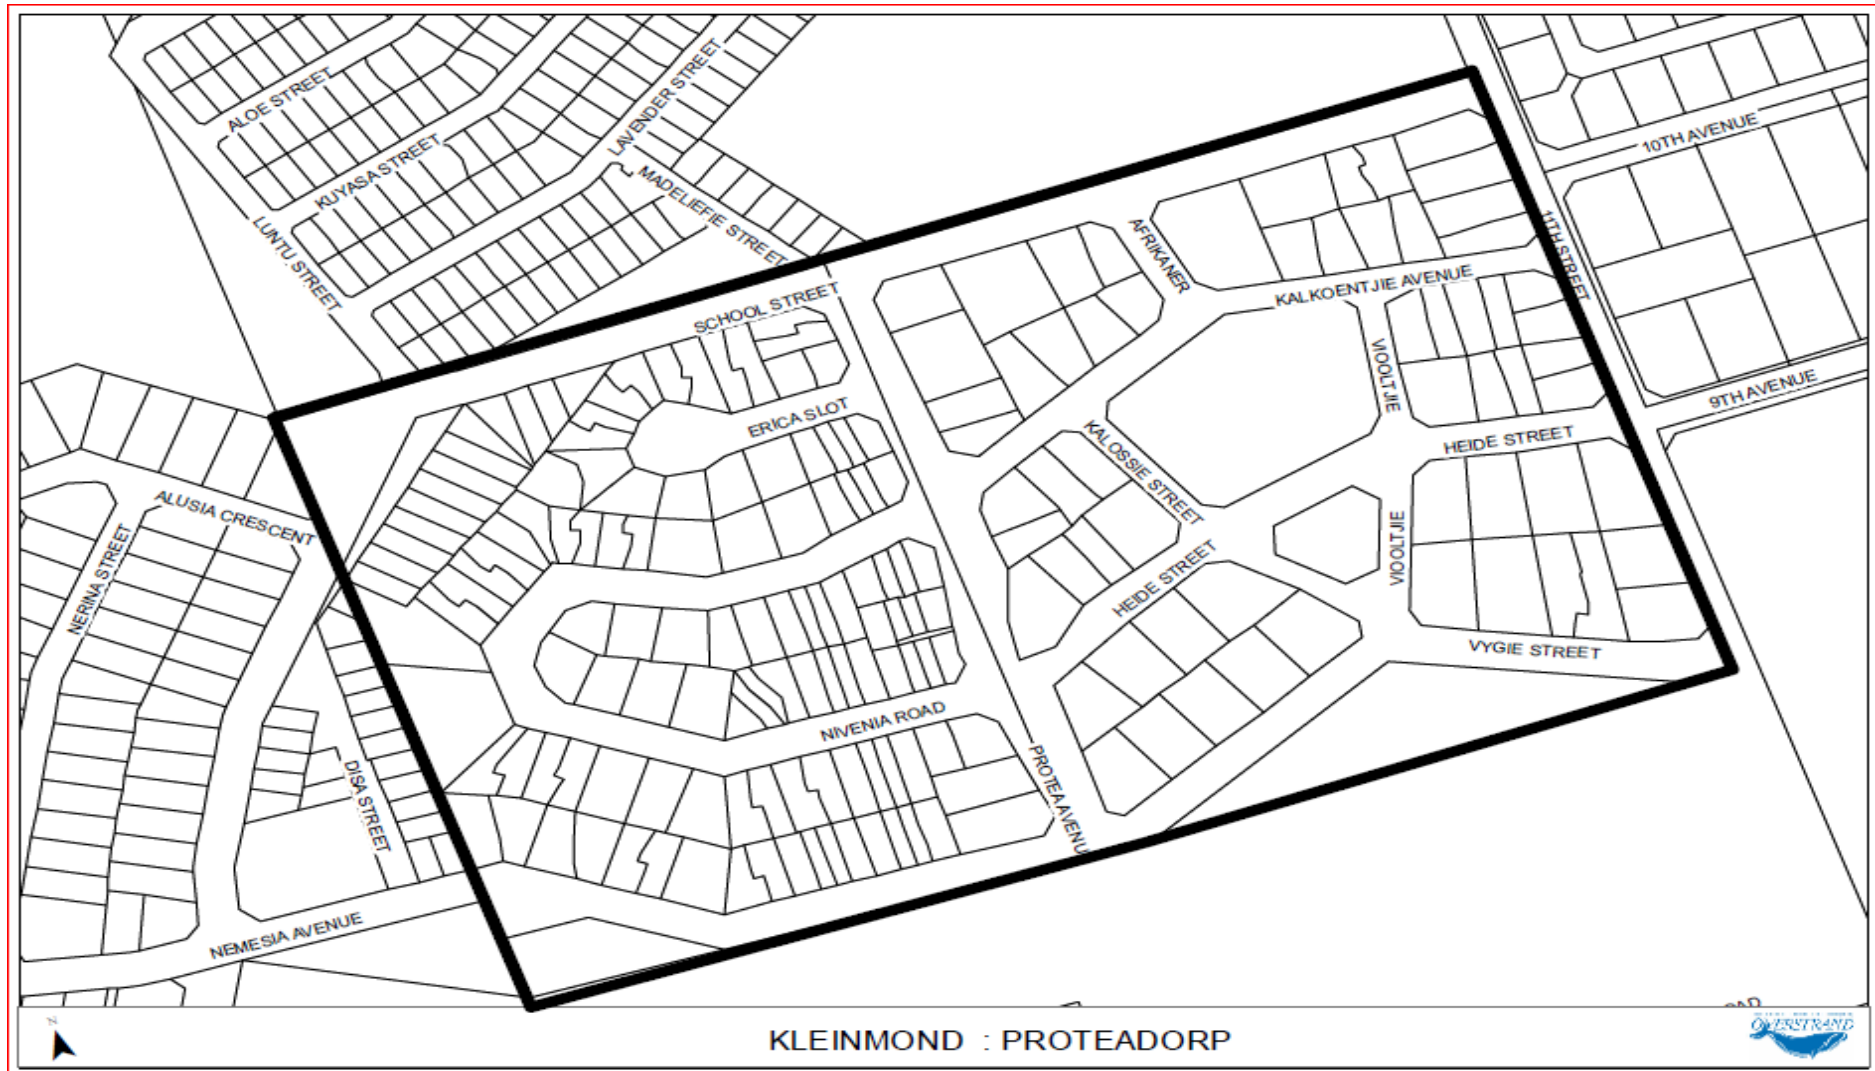 ALOE STREET
LAVENDER STREET
KUYASA STREET
MADELIEFIE STREET
LUNTU STREET
10TH AVENUE
AFRIKANER
11TH STREET
KALKOENTJIE AVENUE
SCHOOL STREET
VIOOLTJIE
9TH AVENUE
ERICA SLOT
KALOSSIE STREET
HEIDE STREET
ALUSIA CRESCENT
NERINA STREET
VIOOLTJIE
HEIDE STREET
VYGIE STREET
NIVENIA ROAD
DISA STREET
PROTEA AVENU
NEMESIA AVENUE
N
KLEINMOND : PROTEADORP
OVERSTRAND